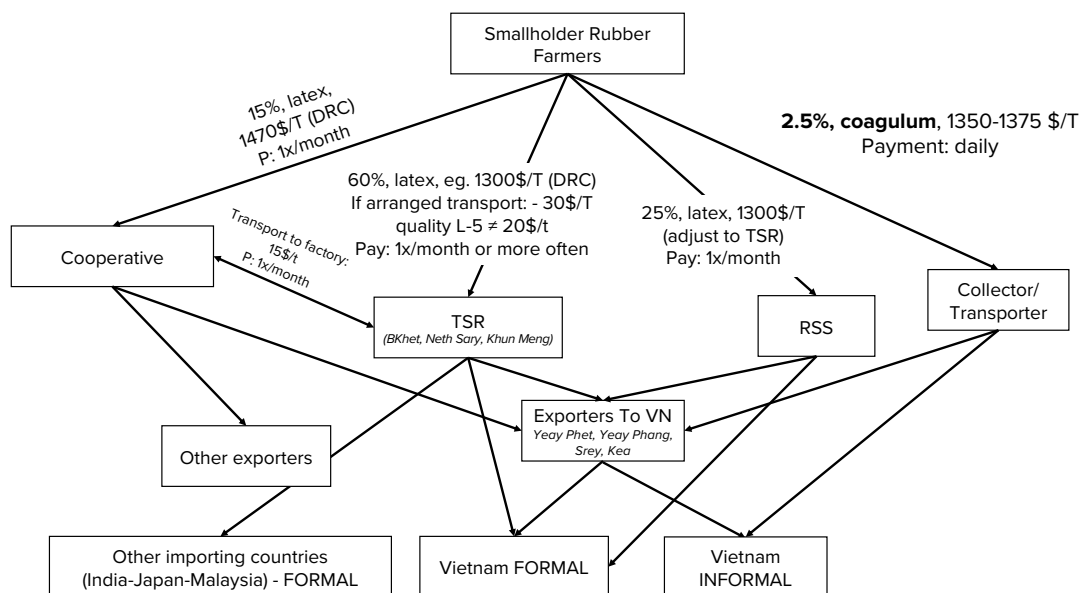 Smallholder Rubber
Farmers
15%, latex,
1470$/T (DRC)
P: 1x/month
2.5%, coagulum, 1350-1375 $/T
Payment: daily
60%, latex, eg. 1300$/T (DRC)
If arranged transport: - 30$/T
quality L-5 ≠ 20$/t
Pay: 1x/month or more often
25%, latex, 1300$/T
(adjust to TSR)
Pay: 1x/month
Transport to factory:
15$/t
P: 1x/month
Cooperative
TSR
(BKhet, Neth Sary, Khun Meng)
RSS
Collector/
Transporter
Other exporters
Exporters To VN
Yeay Phet, Yeay Phang,
Srey, Kea
Other importing countries
(India-Japan-Malaysia) - FORMAL
Vietnam FORMAL
Vietnam
INFORMAL